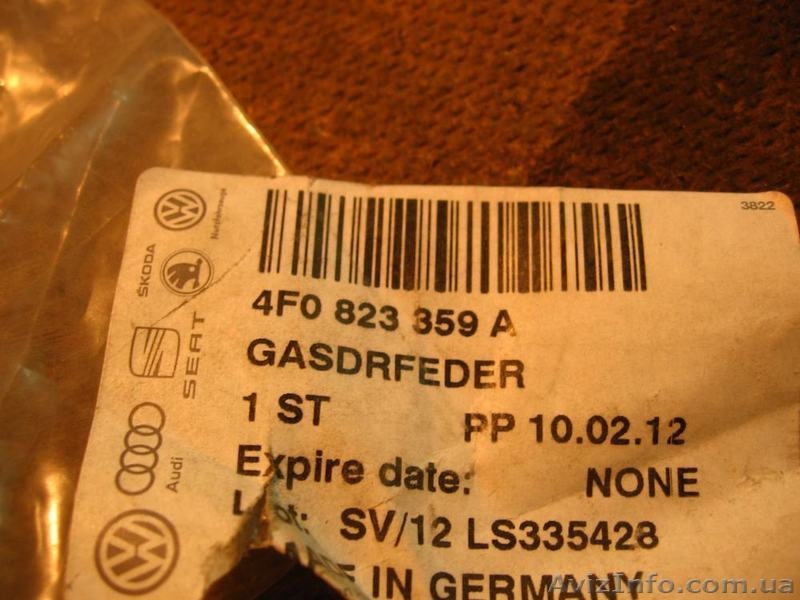 3822
Nutzfahrzeuge
ŠKODA
SEAT
Audi
4F0 823 359 A
GASDRFEDER
1 ST PP 10.02.12
Expire date: NONE
SV/12 LS335428
IN GERMANY
AvizInfo.com.ua